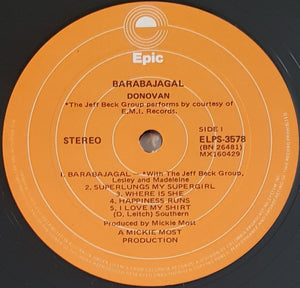 Epic
BARABAJAGAL
DONOVAN
*The Jeff Beck Group performs by courtesy of
E.M.I. Records.
STEREO
SIDE I
ELPS-3578
(BN 26481)
MX160429
1. BARABAJAGAL - *With The Jeff Beck Group,
Lesley and Madeleine
2. SUPERLUNGS MY SUPERGIRL
3. WHERE IS SHE
4. HAPPINESS RUNS
5. I LOVE MY SHIRT
(D. Leitch) Southern
Produced by Mickie Most
A MICKIE MOST
PRODUCTION